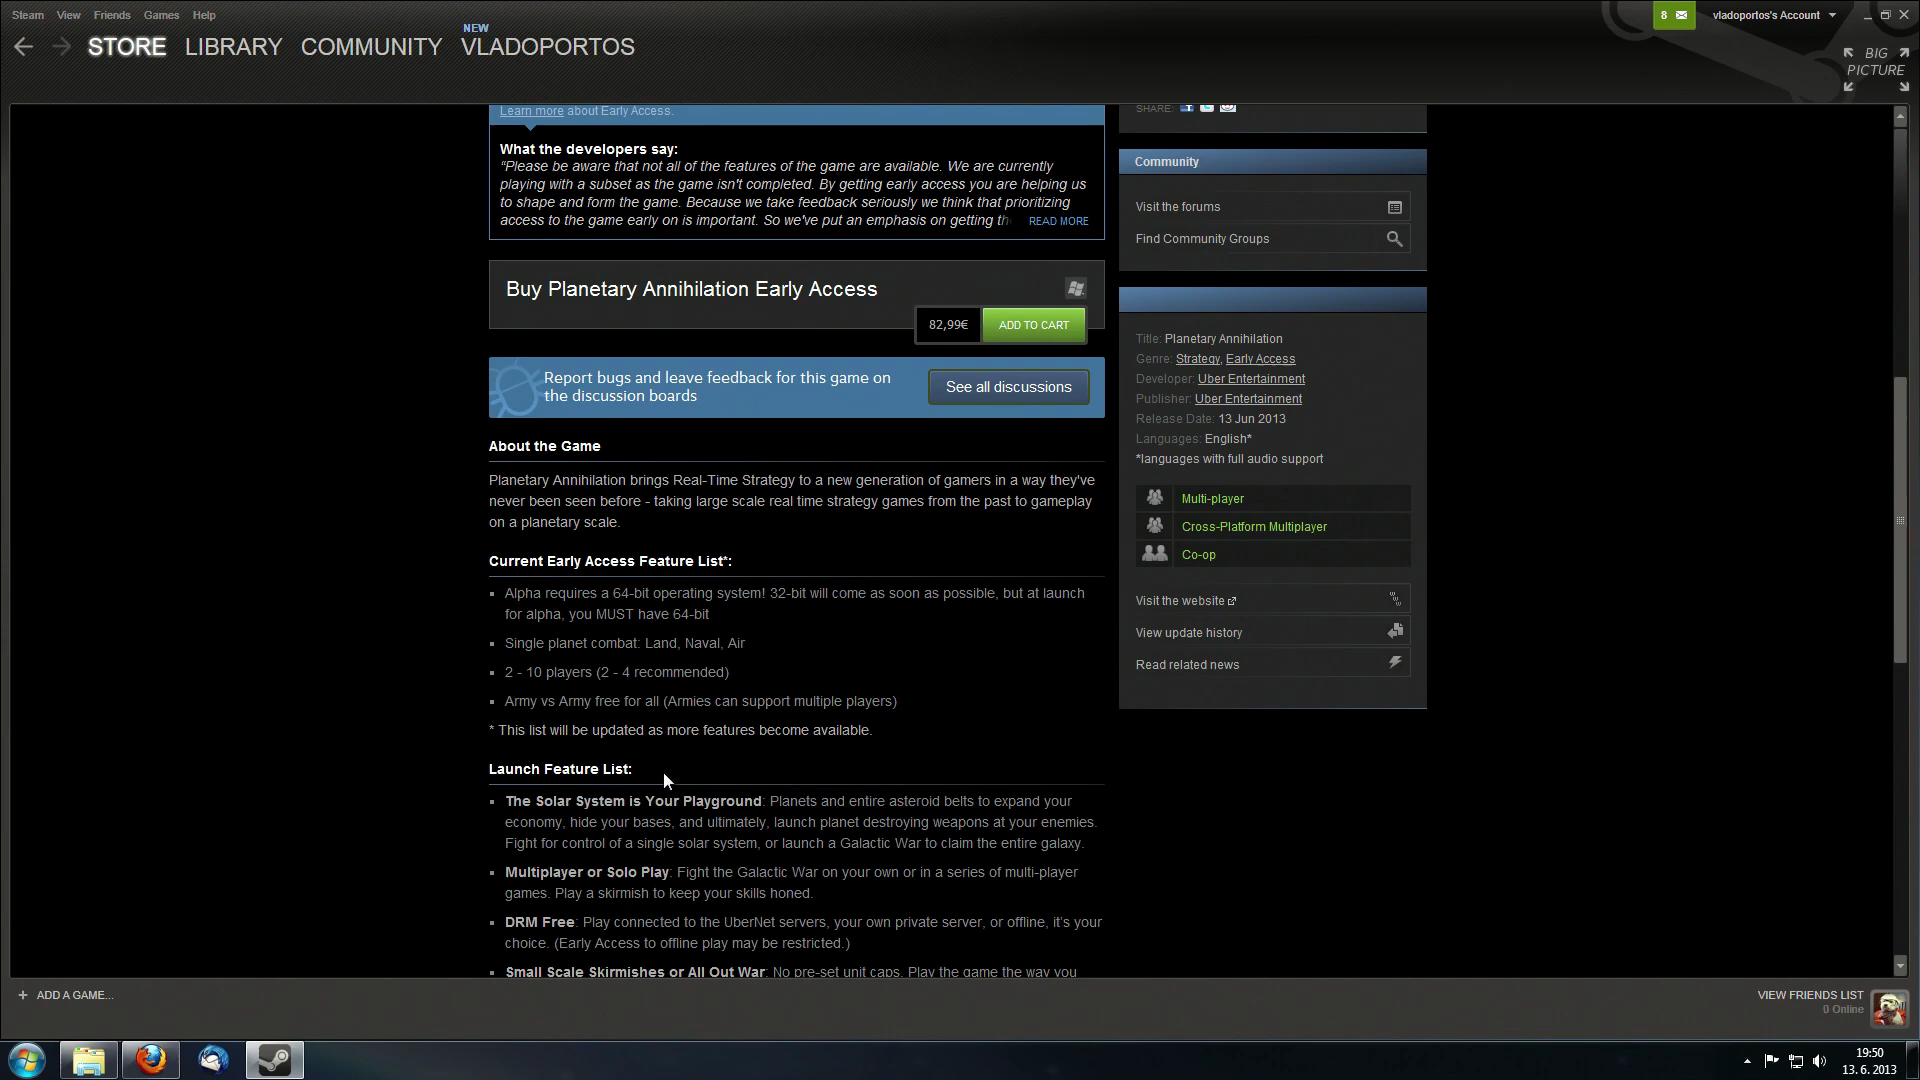 Steam View Friends Games Help
8 vladoportos's Account
NEW
STORE LIBRARY COMMUNITY VLADOPORTOS
BIG
PICTURE
Learn more about Early Access.
What the developers say:
“Please be aware that not all of the features of the game are available. We are currently
playing with a subset as the game isn't completed. By getting early access you are helping us
to shape and form the game. Because we take feedback seriously we think that prioritizing
access to the game early on is important. So we've put an emphasis on getting th
READ MORE
Buy Planetary Annihilation Early Access
82,99€ ADD TO CART
Report bugs and leave feedback for this game on
the discussion boards
See all discussions
About the Game
Planetary Annihilation brings Real-Time Strategy to a new generation of gamers in a way they've
never been seen before - taking large scale real time strategy games from the past to gameplay
on a planetary scale.
Current Early Access Feature List*:
Alpha requires a 64-bit operating system! 32-bit will come as soon as possible, but at launch
for alpha, you MUST have 64-bit
Single planet combat: Land, Naval, Air
2 - 10 players (2 - 4 recommended)
Army vs Army free for all (Armies can support multiple players)
* This list will be updated as more features become available.
Launch Feature List:
The Solar System is Your Playground: Planets and entire asteroid belts to expand your
economy, hide your bases, and ultimately, launch planet destroying weapons at your enemies.
Fight for control of a single solar system, or launch a Galactic War to claim the entire galaxy.
Multiplayer or Solo Play: Fight the Galactic War on your own or in a series of multi-player
games. Play a skirmish to keep your skills honed.
DRM Free: Play connected to the UberNet servers, your own private server, or offline, it's your
choice. (Early Access to offline play may be restricted.)
Small Scale Skirmishes or All Out War: No pre-set unit caps. Play the game the way you
SHARE:
Community
Visit the forums
Find Community Groups
Title: Planetary Annihilation
Genre: Strategy, Early Access
Developer: Uber Entertainment
Publisher: Uber Entertainment
Release Date: 13 Jun 2013
Languages: English*
*languages with full audio support
Multi-player
Cross-Platform Multiplayer
Co-op
Visit the website
View update history
Read related news
+ ADD A GAME...
VIEW FRIENDS LIST
0 Online
19:50
13. 6. 2013